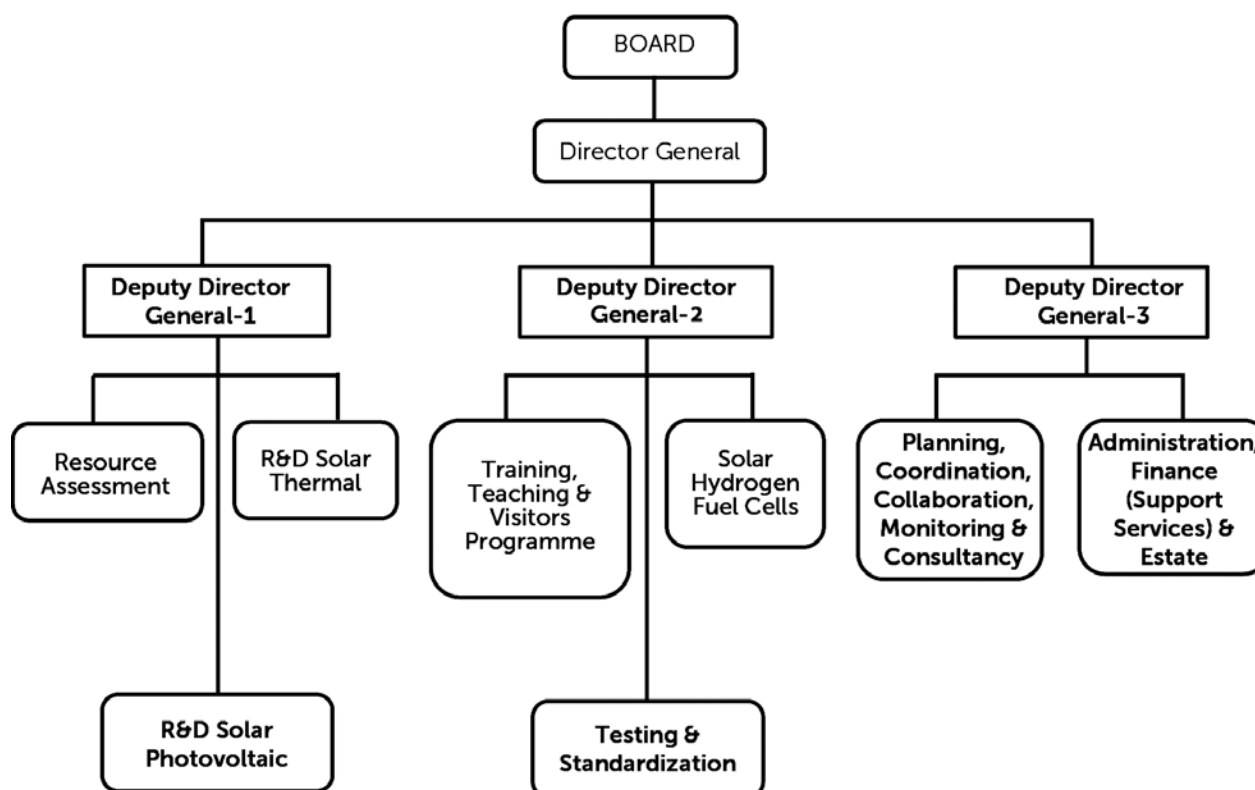 BOARD
Director General
Deputy Director
General-1
Deputy Director
General-2
Deputy Director
General-3
Resource
Assessment
R&D Solar
Thermal
Training,
Teaching &
Visitors
Programme
Solar
Hydrogen
Fuel Cells
Planning,
Coordination,
Collaboration,
Monitoring &
Consultancy
Administration,
Finance
(Support
Services) &
Estate
R&D Solar
Photovoltaic
Testing &
Standardization